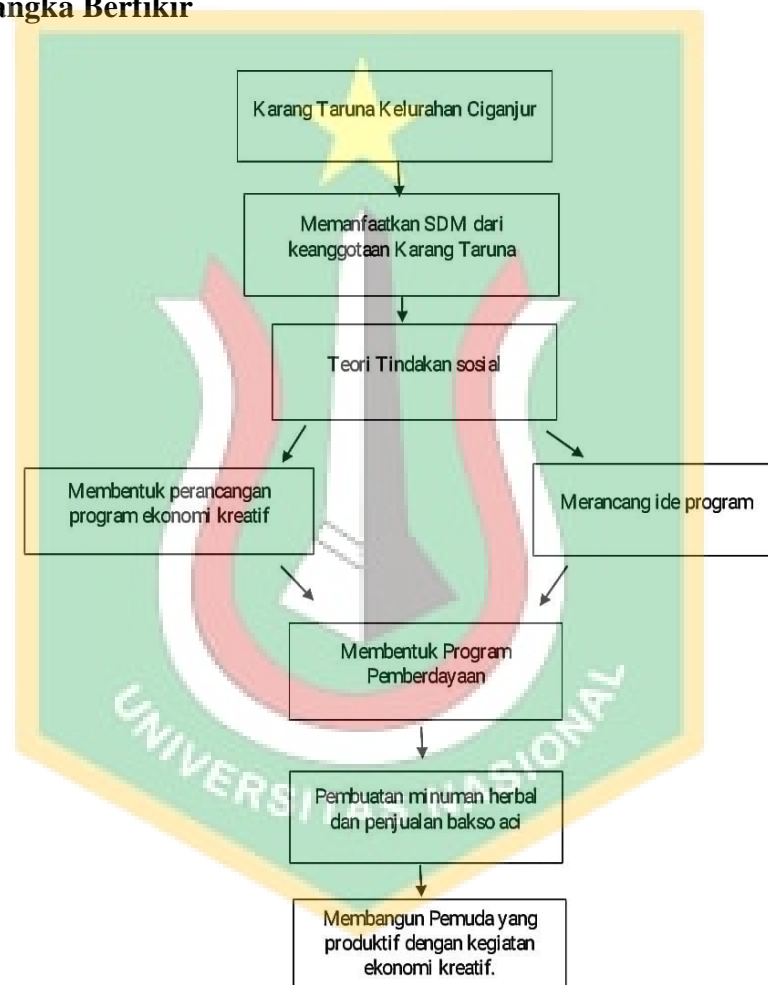 angka Berfikir
Karang Taruna Kelurahan Ciganjur
Memanfaatkan SDM dari
keanggotaan Karang Taruna
Teori Tindakan sosial
Membentuk perancangan
program ekonomi kreatif
Merancang ide program
Membentuk Program
Pemberdayaan
UNIVERSITAS NASIONAL
Pembuatan minuman herbal
dan penjualan bakso aci
Membangun Pemuda yang
produktif dengan kegiatan
ekonomi kreatif.